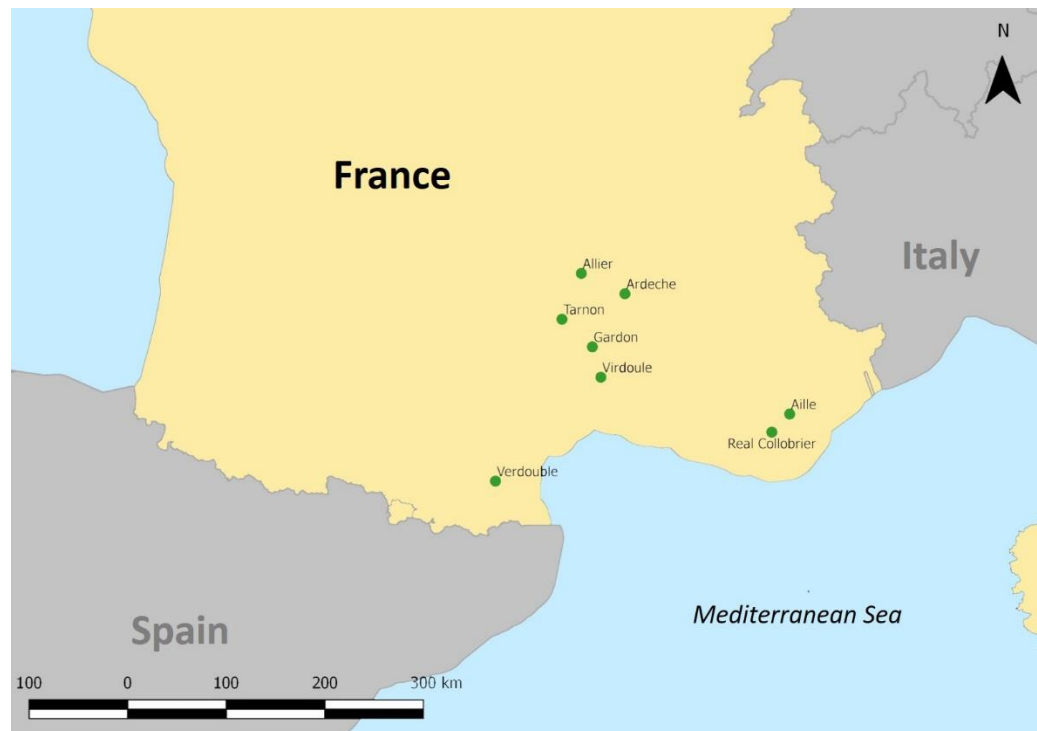 N
France
Italy
Allier
Ardeche
Tarnon
Gardon
Virdoule
Aille
Real Collobrier
Verdouble
Mediterranean Sea
Spain
100 0 100 200 300 km